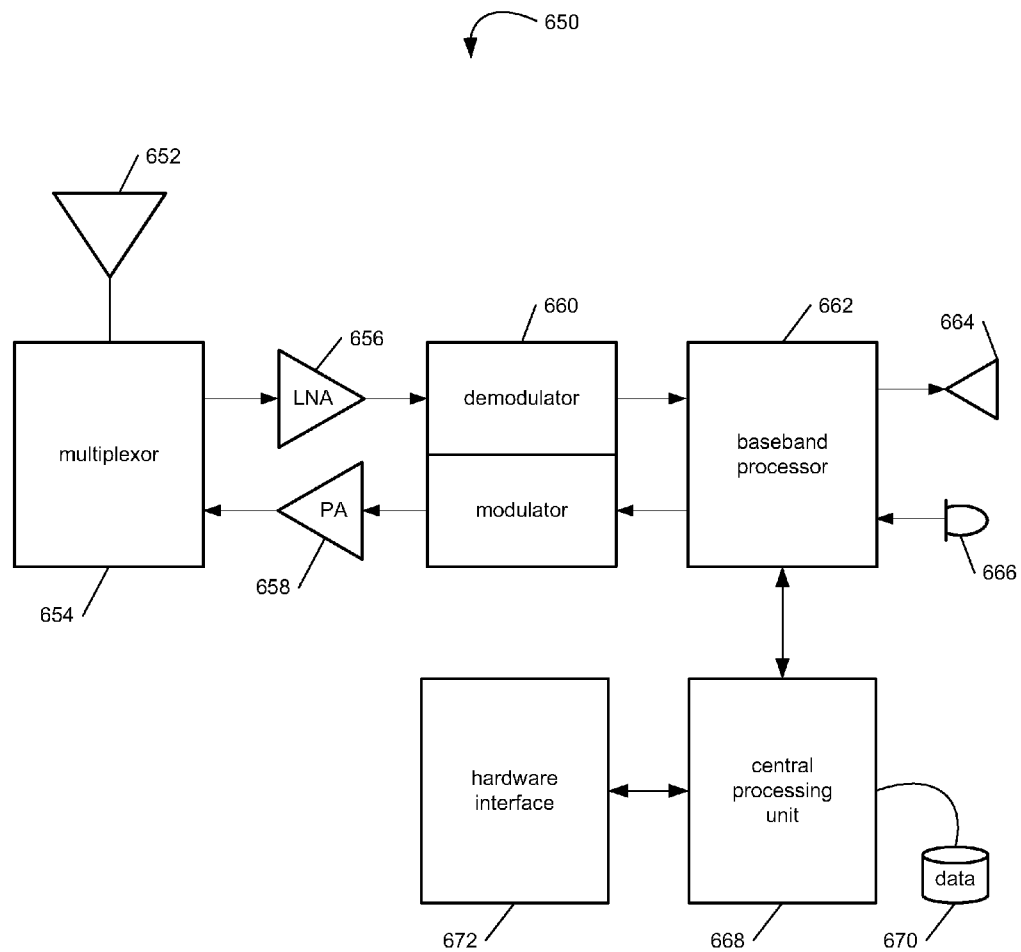 650
652
656
660
662
664
LNA
demodulator
multiplexor
baseband
processor
PA
modulator
654
658
666
hardware
interface
central
processing
unit
data
672
668
670